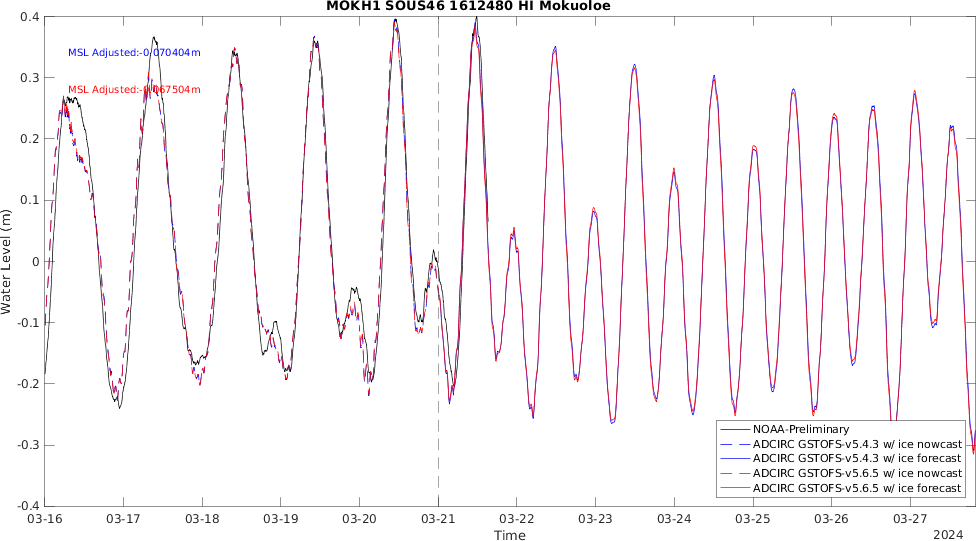 MOKH1 SOUS46 1612480 HI Mokuoloe
0.4
0.3
0.2
0.1
0
-0.1
-0.2
-0.3
-0.4
Water Level (m)
MSL Adjusted:-0.070404m
MSL Adjusted:-0.067504m
NOAA-Preliminary
ADCIRC GSTOFS-v5.4.3 w/ ice nowcast
ADCIRC GSTOFS-v5.4.3 w/ ice forecast
ADCIRC GSTOFS-v5.6.5 w/ ice nowcast
ADCIRC GSTOFS-v5.6.5 w/ ice forecast
03-16 03-17 03-18 03-19 03-20 03-21 03-22 03-23 03-24 03-25 03-26 03-27
Time
2024